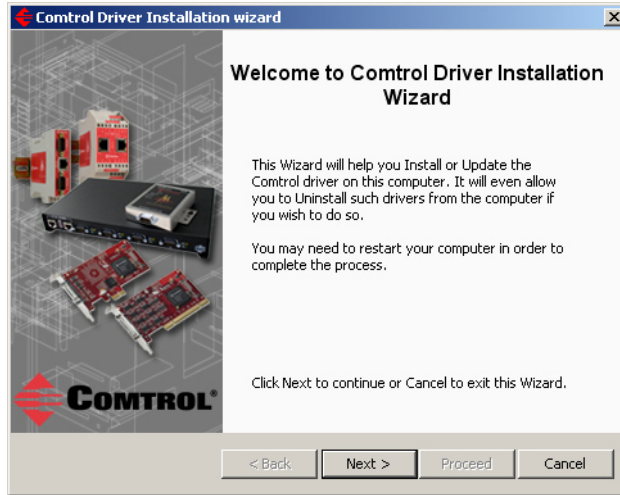 Comtrol Driver Installation wizard
Welcome to Comtrol Driver Installation
Wizard
This Wizard will help you Install or Update the
Comtrol driver on this computer. It will even allow
you to Uninstall such drivers from the computer if
you wish to do so.
You may need to restart your computer in order to
complete the process.
Click Next to continue or Cancel to exit this Wizard.
COMTROL®
< Back
Next >
Proceed
Cancel